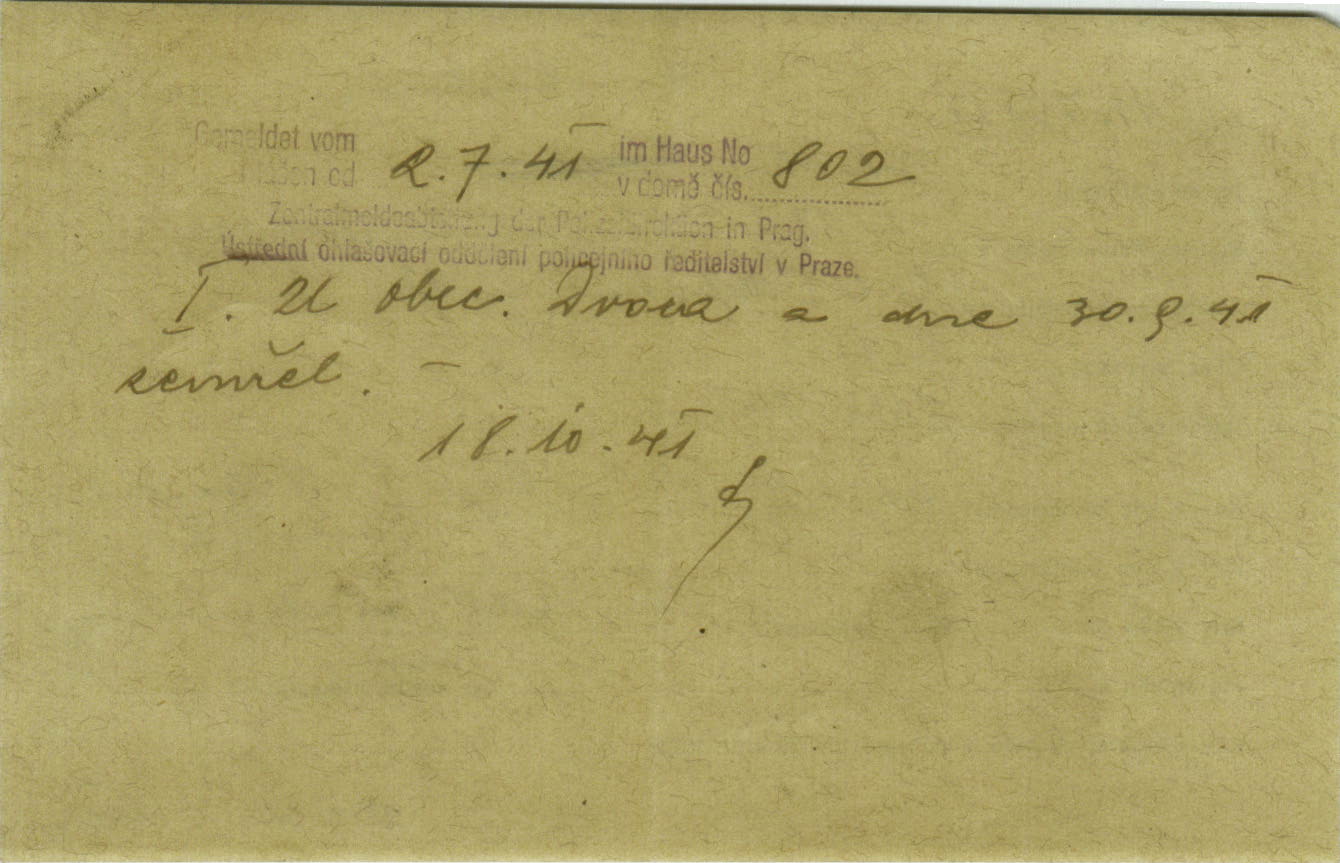 Gemeldet vom 2.7.41 im Haus No 802
hlášen od v domě čís.
Zentralmeldeabteilung der Polizeidirektion in Prag.
Ústřední ohlašovací oddělení policejního ředitelství v Praze.
I. U obec. Dvora a dne 30.9.41
zemřel. –
18.10.41